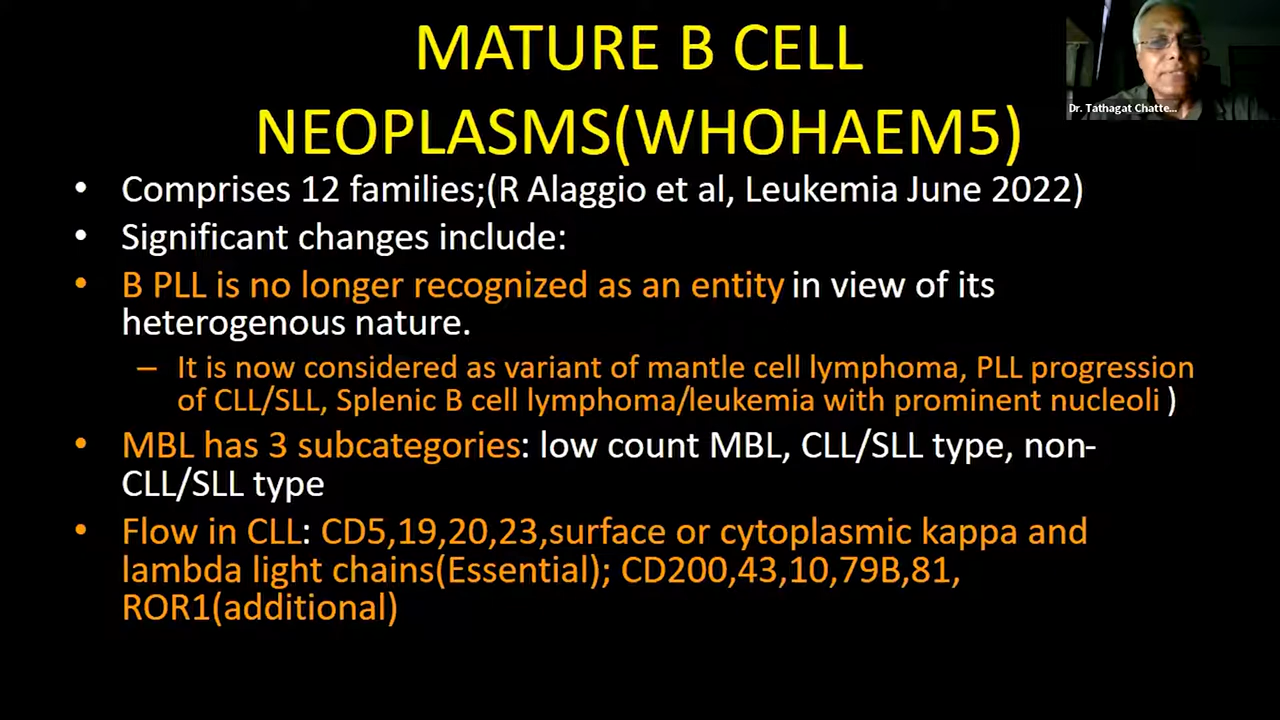 MATURE B CELL
NEOPLASMS(WHOHAEM5)
Dr. Tathagat Chatte...
• Comprises 12 families;(R Alaggio et al, Leukemia June 2022)
• Significant changes include:
• B PLL is no longer recognized as an entity in view of its
heterogenous nature.
– It is now considered as variant of mantle cell lymphoma, PLL progression
of CLL/SLL, Splenic B cell lymphoma/leukemia with prominent nucleoli )
• MBL has 3 subcategories: low count MBL, CLL/SLL type, non-
CLL/SLL type
• Flow in CLL: CD5,19,20,23,surface or cytoplasmic kappa and
lambda light chains(Essential); CD200,43,10,79B,81,
ROR1(additional)